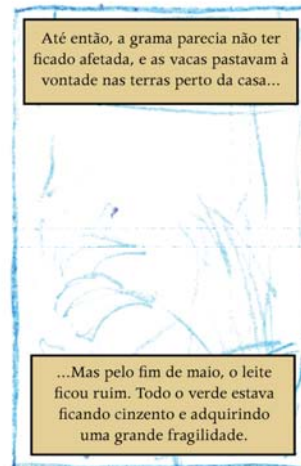 Até então, a grama parecia não ter
ficado afetada, e as vacas pastavam à
vontade nas terras perto da casa...
...Mas pelo fim de maio, o leite
ficou ruim. Todo o verde estava
ficando cinzento e adquirindo
uma grande fragilidade.